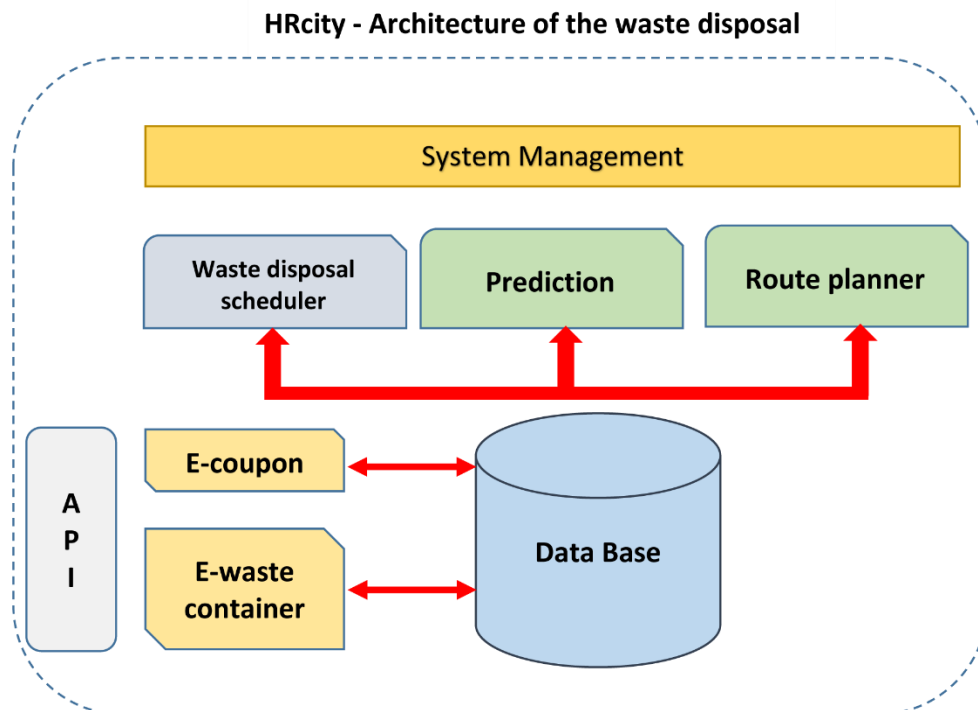 HRcity - Architecture of the waste disposal
System Management
Waste disposal
scheduler
Prediction
Route planner
A
P
I
E-coupon
E-waste
container
Data Base